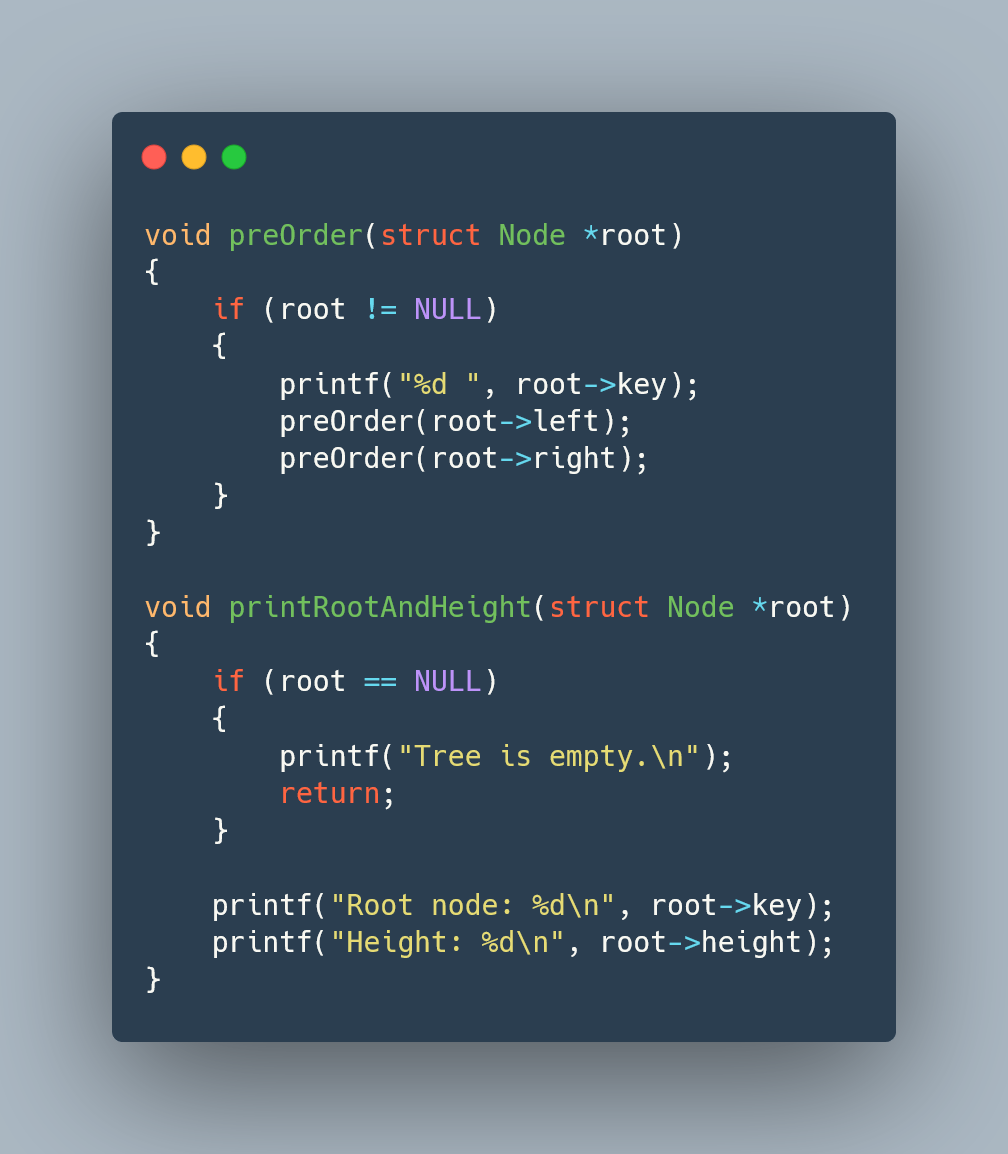 void preOrder(struct Node *root)
{
    if (root != NULL)
    {
        printf("%d ", root->key);
        preOrder(root->left);
        preOrder(root->right);
    }
}

void printRootAndHeight(struct Node *root)
{
    if (root == NULL)
    {
        printf("Tree is empty.\n");
        return;
    }

    printf("Root node: %d\n", root->key);
    printf("Height: %d\n", root->height);
}